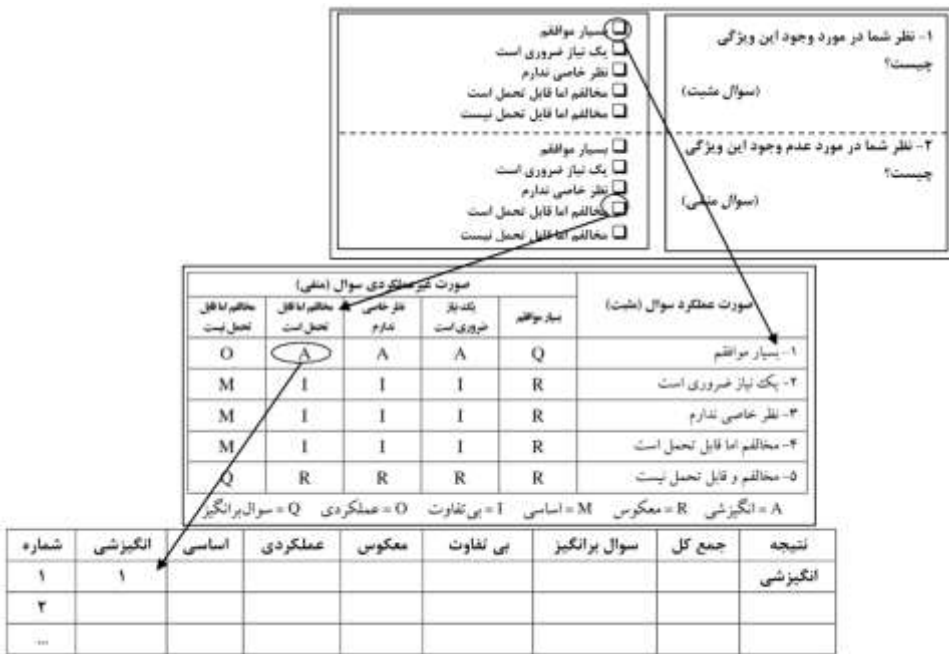 ۱- نظر شما در مورد وجود این ویژگی
چیست؟
(سوال مثبت)
بسیار موافقم
یک نیاز ضروری است
نظر خاصی ندارم
مخالفم اما قابل تحمل است
مخالفم اما قابل تحمل نیست
۲- نظر شما در مورد عدم وجود این ویژگی
چیست؟
(سوال منفی)
بسیار موافقم
یک نیاز ضروری است
نظر خاصی ندارم
مخالفم اما قابل تحمل است
مخالفم اما قابل تحمل نیست
صورت عملکرد سوال (مثبت) صورت غیرعملکردی سوال (منفی)
بسیار موافقم یک نیاز ضروری است نظر خاصی ندارم مخالفم اما قابل تحمل است مخالفم اما قابل تحمل نیست
۱- بسیار موافقم Q A A A O
۲- یک نیاز ضروری است R I I I M
۳- نظر خاصی ندارم R I I I M
۴- مخالفم اما قابل تحمل است R I I I M
۵- مخالفم و قابل تحمل نیست R R R R Q
A = انگیزشی R = معکوس M = اساسی I = بی تفاوت O = عملکردی Q = سوال برانگیز
شماره انگیزشی اساسی عملکردی معکوس بی تفاوت سوال برانگیز جمع کل نتیجه
۱ ۱ انگیزشی
۲
...